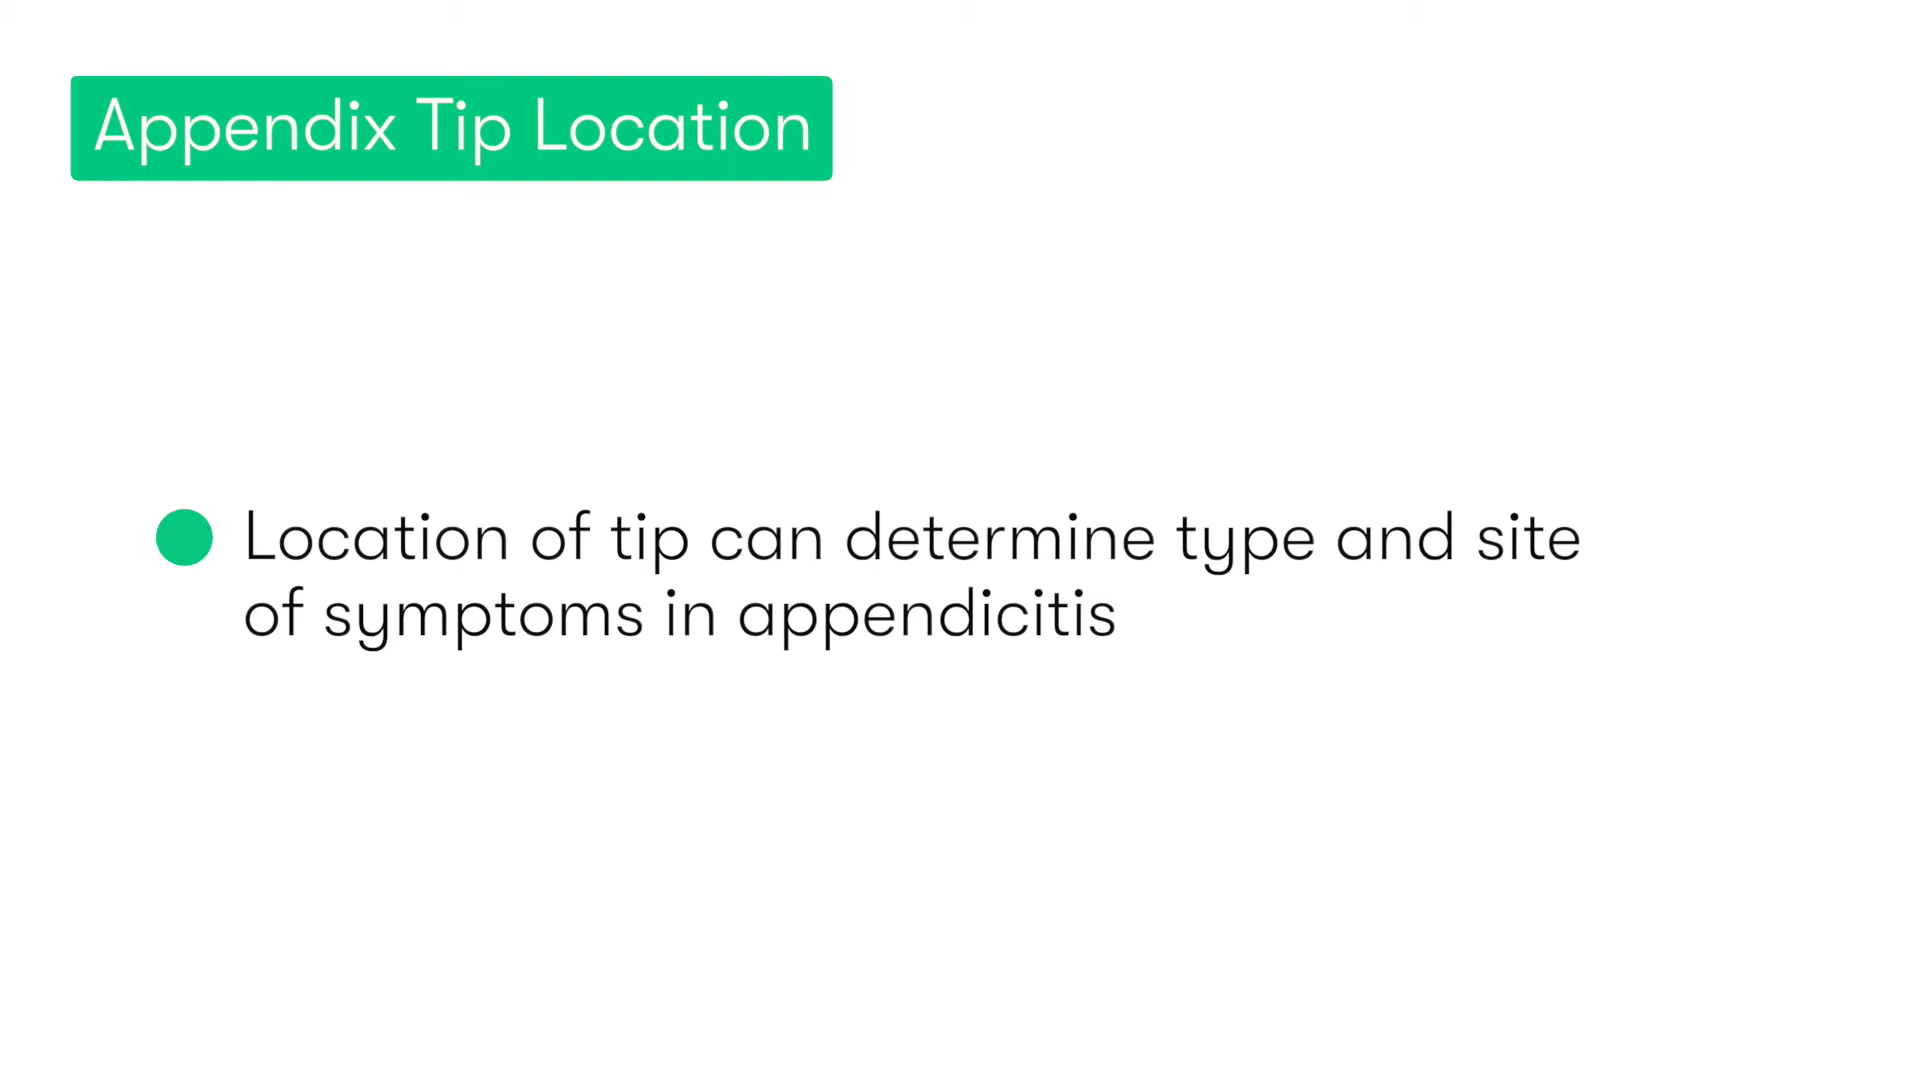 Appendix Tip Location
Location of tip can determine type and site
of symptoms in appendicitis